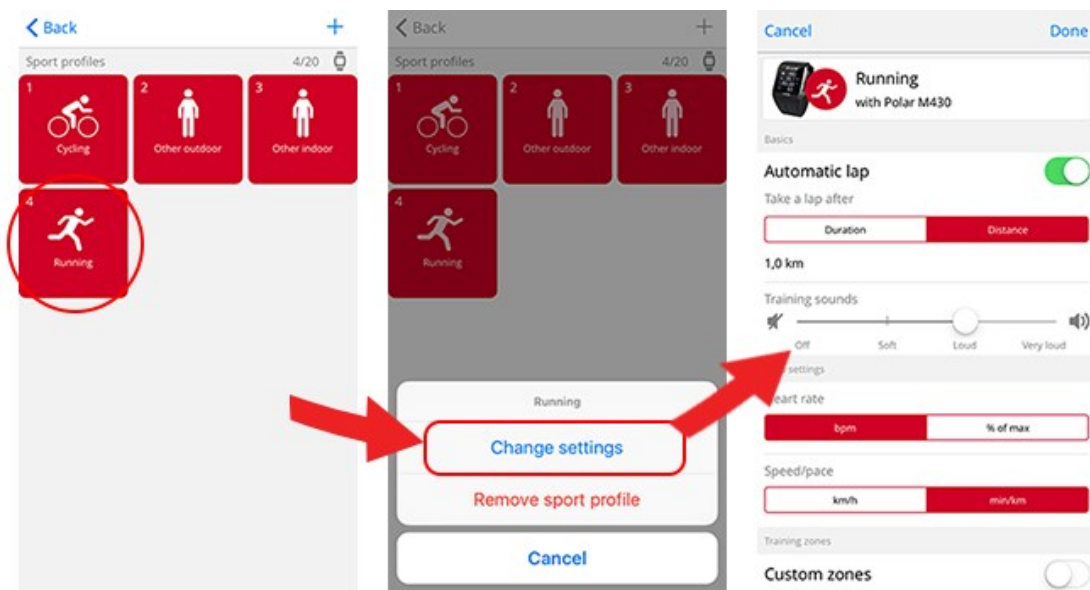 Back
Sport profiles 4/20
1 2 3
Cycling Other outdoor Other indoor
4
Running
Back
Sport profiles 4/20
1 2 3
Cycling Other outdoor Other indoor
4
Running
Running
Change settings
Remove sport profile
Cancel
Cancel Done
Running
with Polar M430
Basics
Automatic lap
Take a lap after
Duration Distance
1,0 km
Training sounds
Off Soft Loud Very loud
settings
eart rate
bpm % of max
Speed/pace
km/h min/km
Training zones
Custom zones